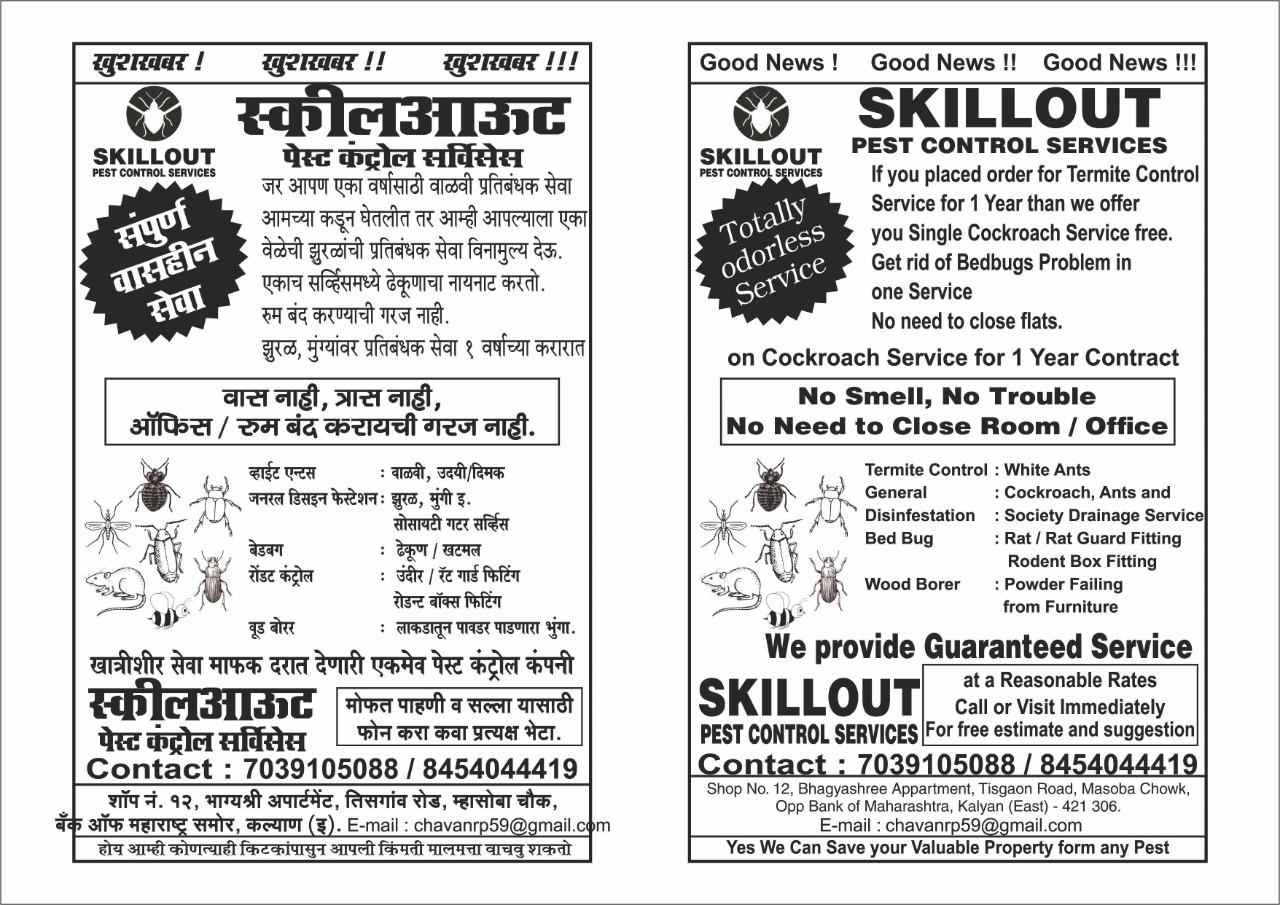 खुशखबर ! खुशखबर !! खुशखबर !!!
स्कीलआऊट
पेस्ट कंट्रोल सर्विसेस
SKILLOUT
PEST CONTROL SERVICES
संपुर्ण
वासहीन
सेवा
जर आपण एका वर्षासाठी वाळवी प्रतिबंधक सेवा
आमच्या कडून घेतलीत तर आम्ही आपल्याला एका
वेळेची झुरळांची प्रतिबंधक सेवा विनामुल्य देऊ.
एकाच सर्व्हिसमध्ये ढेकूणाचा नायनाट करतो.
रुम बंद करण्याची गरज नाही.
झुरळ, मुंग्यांवर प्रतिबंधक सेवा १ वर्षाच्या करारात
वास नाही, त्रास नाही,
ऑफिस / रुम बंद करायची गरज नाही.
व्हाईट एन्टस : वाळवी, उदयी/दिमक
जनरल डिसइन फेस्टेशन : झुरळ, मुंगी इ.
सोसायटी गटर सर्व्हिस
बेडबग : ढेकूण / खटमल
रोंडट कंट्रोल : उंदीर / रॅट गार्ड फिटिंग
रोडन्ट बॉक्स फिटिंग
वूड बोरर : लाकडातून पावडर पाडणारा भुंगा.
खात्रीशीर सेवा माफक दरात देणारी एकमेव पेस्ट कंट्रोल कंपनी
स्कीलआऊट
पेस्ट कंट्रोल सर्विसेस
मोफत पाहणी व सल्ला यासाठी
फोन करा कवा प्रत्यक्ष भेटा.
Contact : 7039105088 / 8454044419
शॉप नं. १२, भाग्यश्री अपार्टमेंट, तिसगांव रोड, म्हासोबा चौक,
बँक ऑफ महाराष्ट्र समोर, कल्याण (इ). E-mail : chavanrp59@gmail.com
होय आम्ही कोणत्याही किटकांपासुन आपली किंमती मालमत्ता वाचवु शकतो
Good News ! Good News !! Good News !!!
SKILLOUT
PEST CONTROL SERVICES
SKILLOUT
PEST CONTROL SERVICES
Totally
odorless
Service
If you placed order for Termite Control
Service for 1 Year than we offer
you Single Cockroach Service free.
Get rid of Bedbugs Problem in
one Service
No need to close flats.
on Cockroach Service for 1 Year Contract
No Smell, No Trouble
No Need to Close Room / Office
Termite Control : White Ants
General : Cockroach, Ants and
Disinfestation : Society Drainage Service
Bed Bug : Rat / Rat Guard Fitting
Rodent Box Fitting
Wood Borer : Powder Failing
from Furniture
We provide Guaranteed Service
SKILLOUT
PEST CONTROL SERVICES
at a Reasonable Rates
Call or Visit Immediately
For free estimate and suggestion
Contact : 7039105088 / 8454044419
Shop No. 12, Bhagyashree Appartment, Tisgaon Road, Masoba Chowk,
Opp Bank of Maharashtra, Kalyan (East) - 421 306.
E-mail : chavanrp59@gmail.com
Yes We Can Save your Valuable Property form any Pest